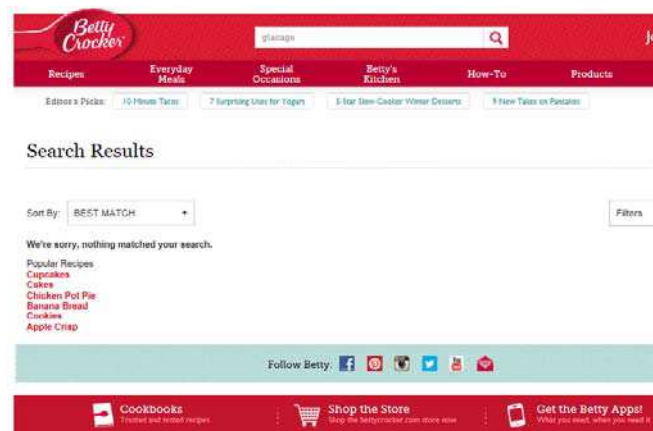 Betty
Crocker
glacage
Recipes
Everyday
Meals
Special
Occasions
Betty's
Kitchen
How-To
Products
Editor's Picks:
10-Minute Tacos
7 Surprising Uses for Yogurt
5-Star Slow-Cooker Winter Desserts
9 New Takes on Pancakes
Search Results
Sort By:
BEST MATCH
Filters
We're sorry, nothing matched your search.
Popular Recipes
Cupcakes
Cakes
Chicken Pot Pie
Banana Bread
Cookies
Apple Crisp
Follow Betty:
Cookbooks
Trusted and tested recipes
Shop the Store
Shop the bettycrocker.com store now
Get the Betty Apps!
What you need, when you need it